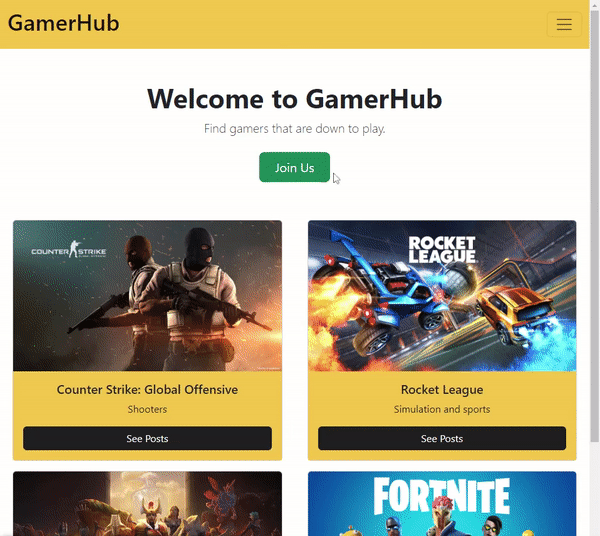 GamerHub
Welcome to GamerHub
Find gamers that are down to play.
Join Us
COUNTER STRIKE
ROCKET
LEAGUE
Counter Strike: Global Offensive
Shooters
See Posts
Rocket League
Simulation and sports
See Posts
FORTNITE